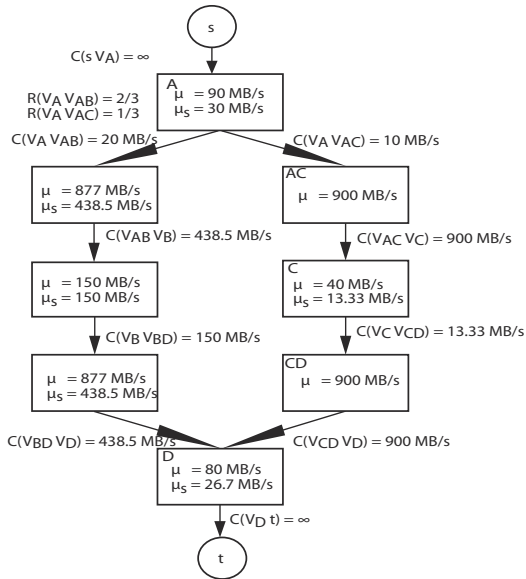 s
C(s VA) = ∞
A
μ = 90 MB/s
μs = 30 MB/s
R(VA VAB) = 2/3
R(VA VAC) = 1/3
C(VA VAB) = 20 MB/s
C(VA VAC) = 10 MB/s
μ = 877 MB/s
μs = 438.5 MB/s
AC
μ = 900 MB/s
C(VAB VB) = 438.5 MB/s
C(VAC VC) = 900 MB/s
μ = 150 MB/s
μs = 150 MB/s
C
μ = 40 MB/s
μs = 13.33 MB/s
C(VB VBD) = 150 MB/s
C(VC VCD) = 13.33 MB/s
μ = 877 MB/s
μs = 438.5 MB/s
CD
μ = 900 MB/s
C(VBD VD) = 438.5 MB/s
C(VCD VD) = 900 MB/s
D
μ = 80 MB/s
μs = 26.7 MB/s
C(VD t) = ∞
t